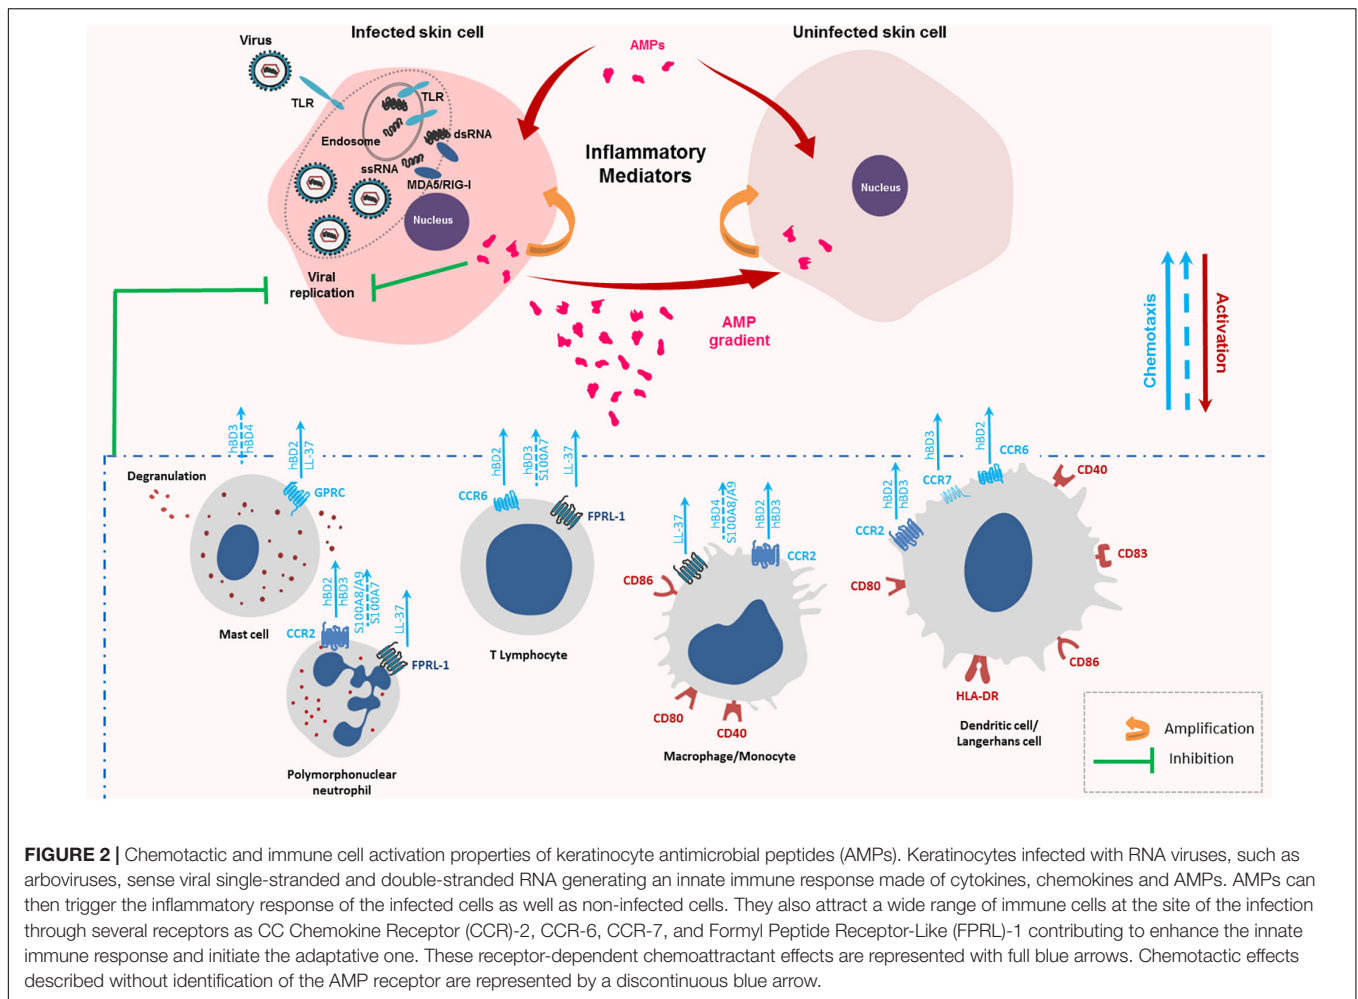 Infected skin cell
Uninfected skin cell
Virus
AMPs
TLR
TLR
Endosome
dsRNA
ssRNA
MDA5/RIG-I
Nucleus
Inflammatory
Mediators
Nucleus
Viral
replication
AMP
gradient
Chemotaxis
Activation
hBD3
hBD4
hBD2
LL-37
Degranulation
GPRC
Mast cell
hBD2
hBD3
S100A8/A9
S100A7
LL-37
CCR2
FPRL-1
Polymorphonuclear
neutrophil
hBD2
hBD3
S100A7
LL-37
CCR6
FPRL-1
T Lymphocyte
LL-37
hBD4
S100A8/A9
hBD2
hBD3
CCR2
CD86
CD80
CD40
Macrophage/Monocyte
hBD2
hBD3
hBD3
hBD2
CCR2
CCR7
CCR6
CD40
CD83
CD80
CD86
HLA-DR
Dendritic cell/
Langerhans cell
Amplification
Inhibition
FIGURE 2 | Chemotactic and immune cell activation properties of keratinocyte antimicrobial peptides (AMPs). Keratinocytes infected with RNA viruses, such as
arboviruses, sense viral single-stranded and double-stranded RNA generating an innate immune response made of cytokines, chemokines and AMPs. AMPs can
then trigger the inflammatory response of the infected cells as well as non-infected cells. They also attract a wide range of immune cells at the site of the infection
through several receptors as CC Chemokine Receptor (CCR)-2, CCR-6, CCR-7, and Formyl Peptide Receptor-Like (FPRL)-1 contributing to enhance the innate
immune response and initiate the adaptative one. These receptor-dependent chemoattractant effects are represented with full blue arrows. Chemotactic effects
described without identification of the AMP receptor are represented by a discontinuous blue arrow.